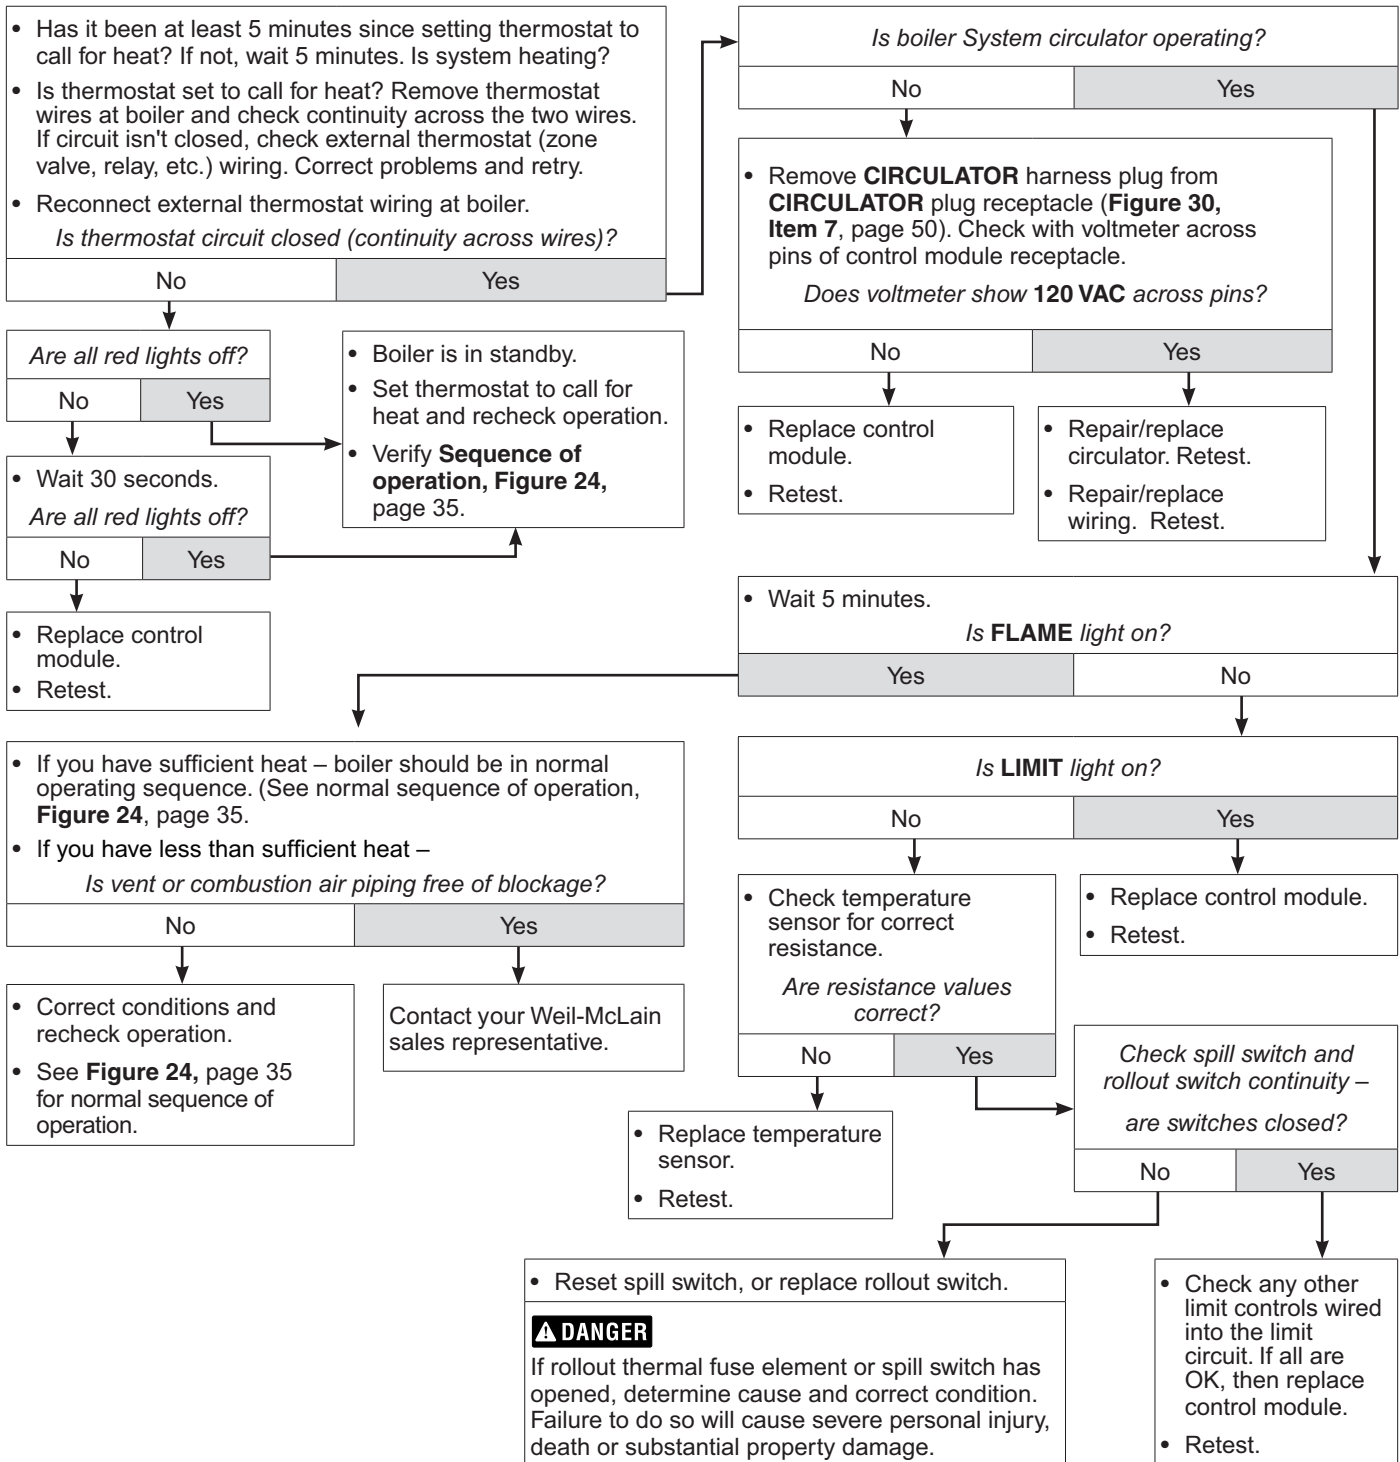 • Has it been at least 5 minutes since setting thermostat to
call for heat? If not, wait 5 minutes. Is system heating?
• Is thermostat set to call for heat? Remove thermostat
wires at boiler and check continuity across the two wires.
If circuit isn't closed, check external thermostat (zone
valve, relay, etc.) wiring. Correct problems and retry.
• Reconnect external thermostat wiring at boiler.
Is thermostat circuit closed (continuity across wires)?
No
Yes
Are all red lights off?
No
Yes
• Wait 30 seconds.
Are all red lights off?
No
Yes
• Replace control
module.
• Retest.
• Boiler is in standby.
• Set thermostat to call for
heat and recheck operation.
• Verify Sequence of
operation, Figure 24,
page 35.
Is boiler System circulator operating?
No
Yes
• Remove CIRCULATOR harness plug from
CIRCULATOR plug receptacle (Figure 30,
Item 7, page 50). Check with voltmeter across
pins of control module receptacle.
Does voltmeter show 120 VAC across pins?
No
Yes
• Replace control
module.
• Retest.
• Repair/replace
circulator. Retest.
• Repair/replace
wiring. Retest.
• Wait 5 minutes.
Is FLAME light on?
Yes
No
• If you have sufficient heat – boiler should be in normal
operating sequence. (See normal sequence of operation,
Figure 24, page 35.
• If you have less than sufficient heat –
Is vent or combustion air piping free of blockage?
No
Yes
• Correct conditions and
recheck operation.
• See Figure 24, page 35
for normal sequence of
operation.
Contact your Weil-McLain
sales representative.
Is LIMIT light on?
No
Yes
• Check temperature
sensor for correct
resistance.
Are resistance values
correct?
No
Yes
• Replace control module.
• Retest.
• Replace temperature
sensor.
• Retest.
Check spill switch and
rollout switch continuity –
are switches closed?
No
Yes
• Reset spill switch, or replace rollout switch.
DANGER
If rollout thermal fuse element or spill switch has
opened, determine cause and correct condition.
Failure to do so will cause severe personal injury,
death or substantial property damage.
• Check any other
limit controls wired
into the limit
circuit. If all are
OK, then replace
control module.
• Retest.